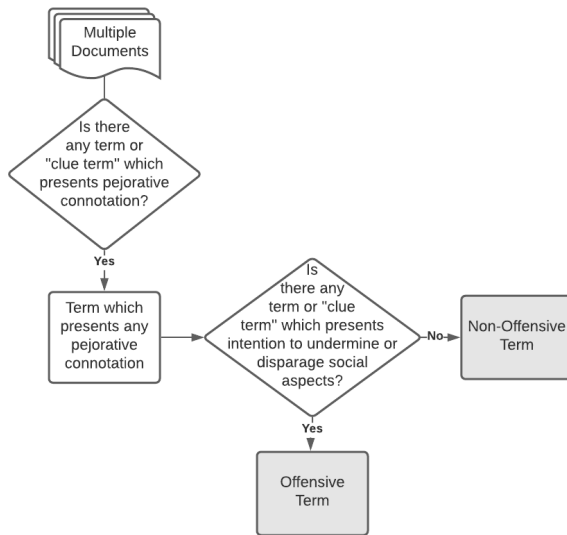 Multiple
Documents
Is there
any term or
"clue term" which
presents pejorative
connotation?
Yes
Term which
presents any
pejorative
connotation
Is
there any
term or "clue
term" which presents
intention to undermine or
disparage social
aspects?
No
Non-Offensive
Term
Yes
Offensive
Term